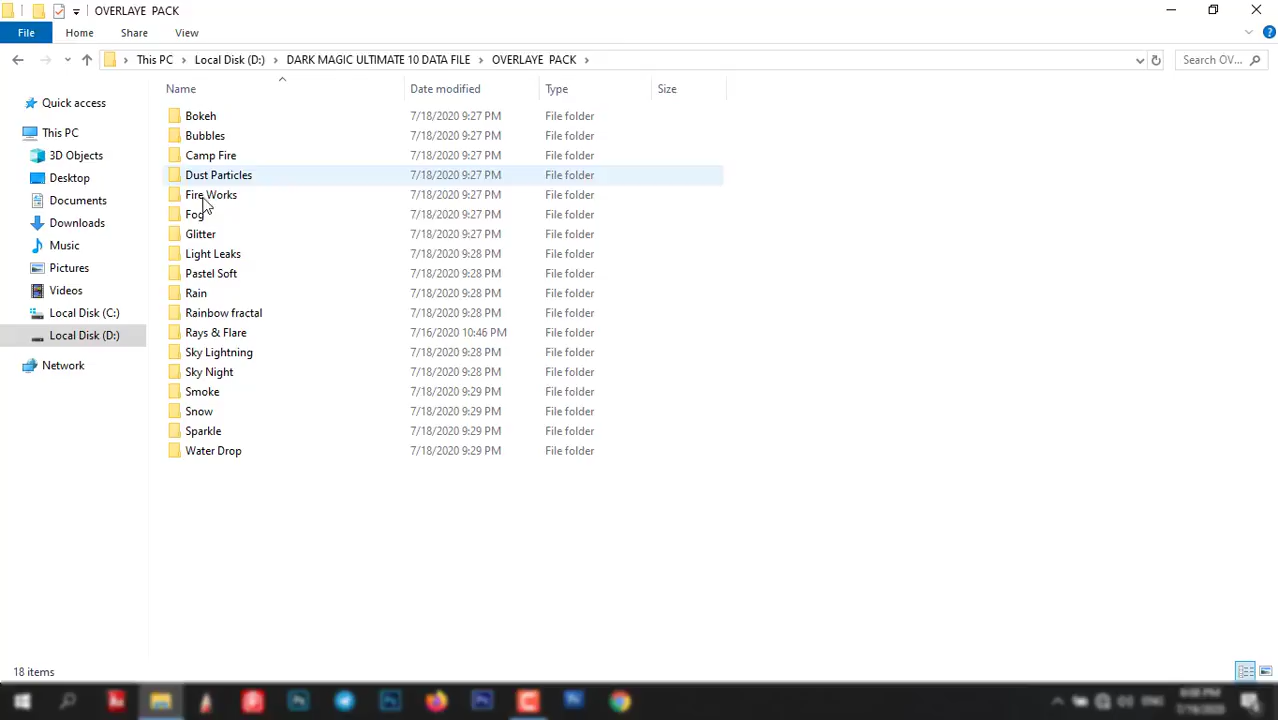 OVERLAYE PACK
File Home Share View
This PC Local Disk (D:) DARK MAGIC ULTIMATE 10 DATA FILE OVERLAYE PACK Search OV...
Name Date modified Type Size
Quick access
This PC
3D Objects
Desktop
Documents
Downloads
Music
Pictures
Videos
Local Disk (C:)
Local Disk (D:)
Network
Bokeh 7/18/2020 9:27 PM File folder
Bubbles 7/18/2020 9:27 PM File folder
Camp Fire 7/18/2020 9:27 PM File folder
Dust Particles 7/18/2020 9:27 PM File folder
Fire Works 7/18/2020 9:27 PM File folder
Fog 7/18/2020 9:27 PM File folder
Glitter 7/18/2020 9:27 PM File folder
Light Leaks 7/18/2020 9:28 PM File folder
Pastel Soft 7/18/2020 9:28 PM File folder
Rain 7/18/2020 9:28 PM File folder
Rainbow fractal 7/18/2020 9:28 PM File folder
Rays & Flare 7/16/2020 10:46 PM File folder
Sky Lightning 7/18/2020 9:28 PM File folder
Sky Night 7/18/2020 9:28 PM File folder
Smoke 7/18/2020 9:29 PM File folder
Snow 7/18/2020 9:29 PM File folder
Sparkle 7/18/2020 9:29 PM File folder
Water Drop 7/18/2020 9:29 PM File folder
18 items
ENG